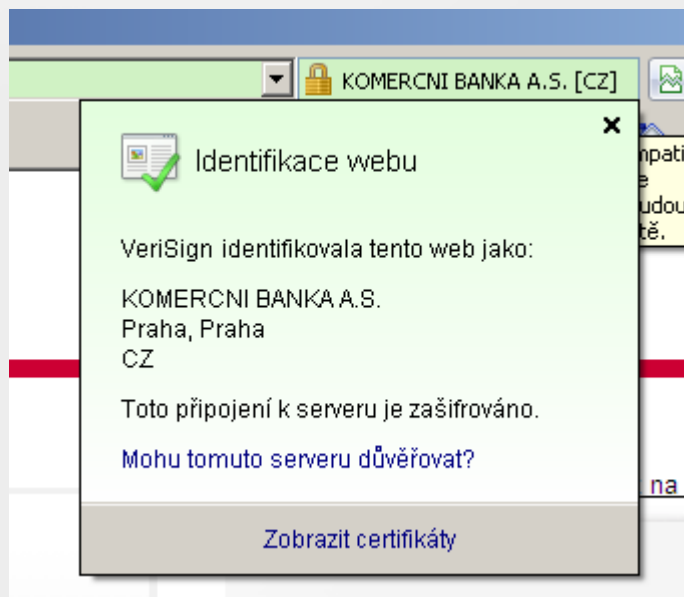 KOMERCNI BANKA A.S. [CZ]
Identifikace webu
VeriSign identifikovala tento web jako:
KOMERCNI BANKA A.S.
Praha, Praha
CZ
Toto připojení k serveru je zašifrováno.
Mohu tomuto serveru důvěřovat?
na
Zobrazit certifikáty